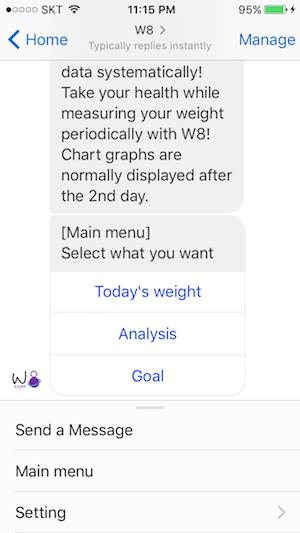 SKT 11:15 PM 95%
Home W8 Manage
Typically replies instantly
data systematically!
Take your health while
measuring your weight
periodically with W8!
Chart graphs are
normally displayed after
the 2nd day.
[Main menu]
Select what you want
Today's weight
Analysis
Goal
W8
Send a Message
Main menu
Setting